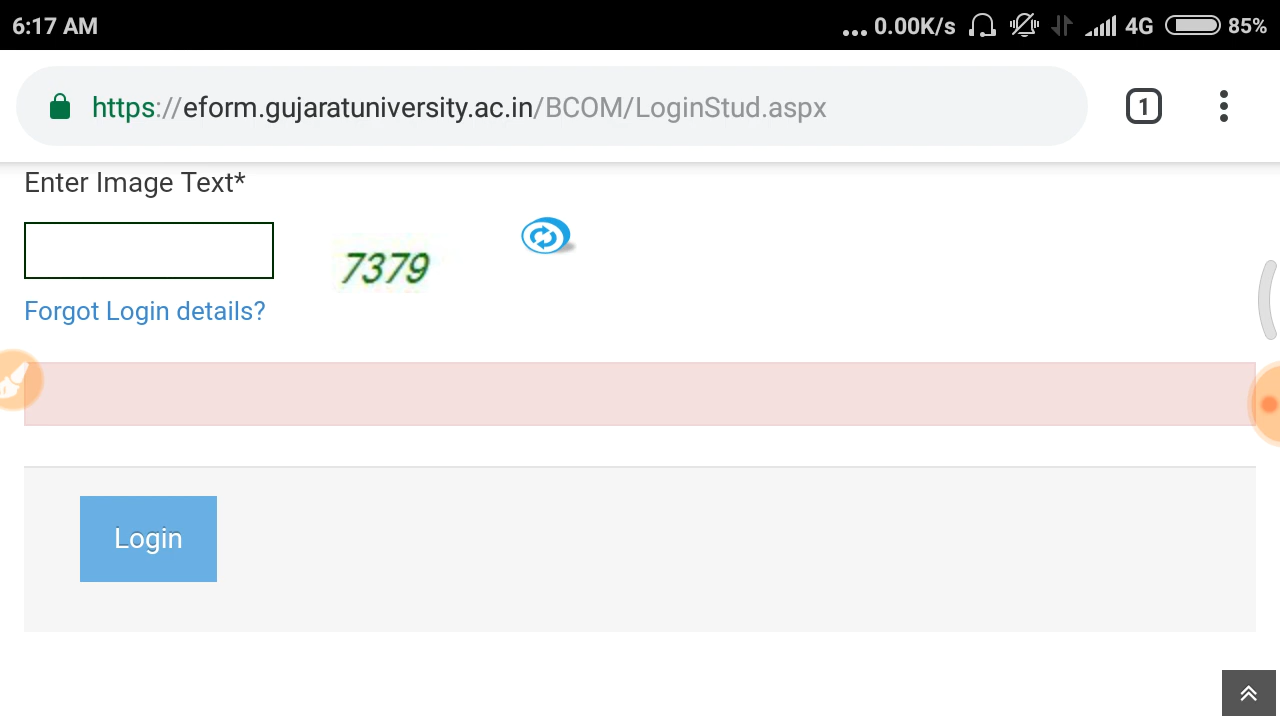 6:17 AM ... 0.00K/s 4G 85%
https://eform.gujaratuniversity.ac.in/BCOM/LoginStud.aspx 1
Enter Image Text*
7379
Forgot Login details?
Login